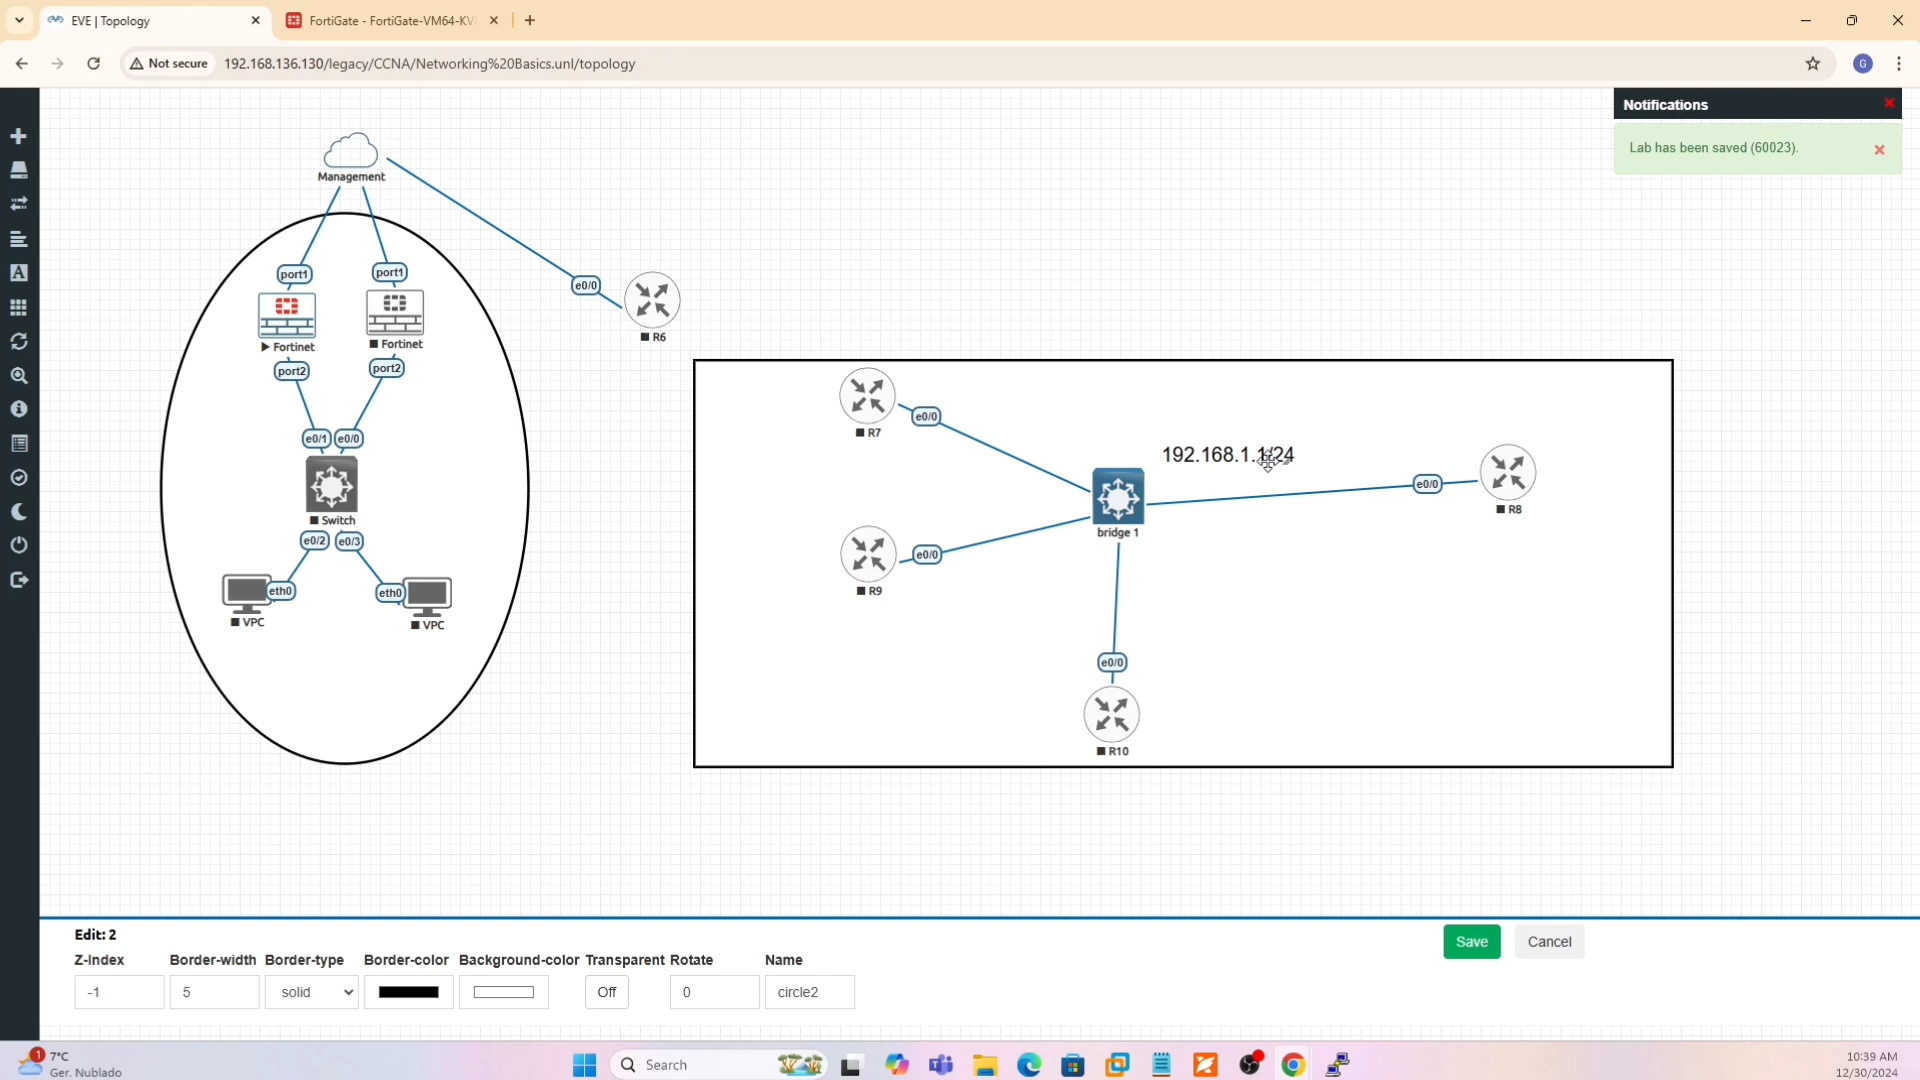 EVE | Topology
FortiGate - FortiGate-VM64-KV
Not secure
192.168.136.130/legacy/CCNA/Networking%20Basics.unl/topology
G
Notifications
Lab has been saved (60023).
Management
port1
port1
Fortinet
Fortinet
port2
port2
e0/1
e0/0
Switch
e0/2
e0/3
eth0
eth0
VPC
VPC
e0/0
R6
R7
e0/0
192.168.1.1/24
bridge 1
e0/0
R8
e0/0
R9
e0/0
R10
Edit: 2
Save
Cancel
Z-Index
Border-width
Border-type
Border-color
Background-color
Transparent
Rotate
Name
-1
5
solid
Off
0
circle2
1
7°C
Ger. Nublado
Search
10:39 AM
12/30/2024